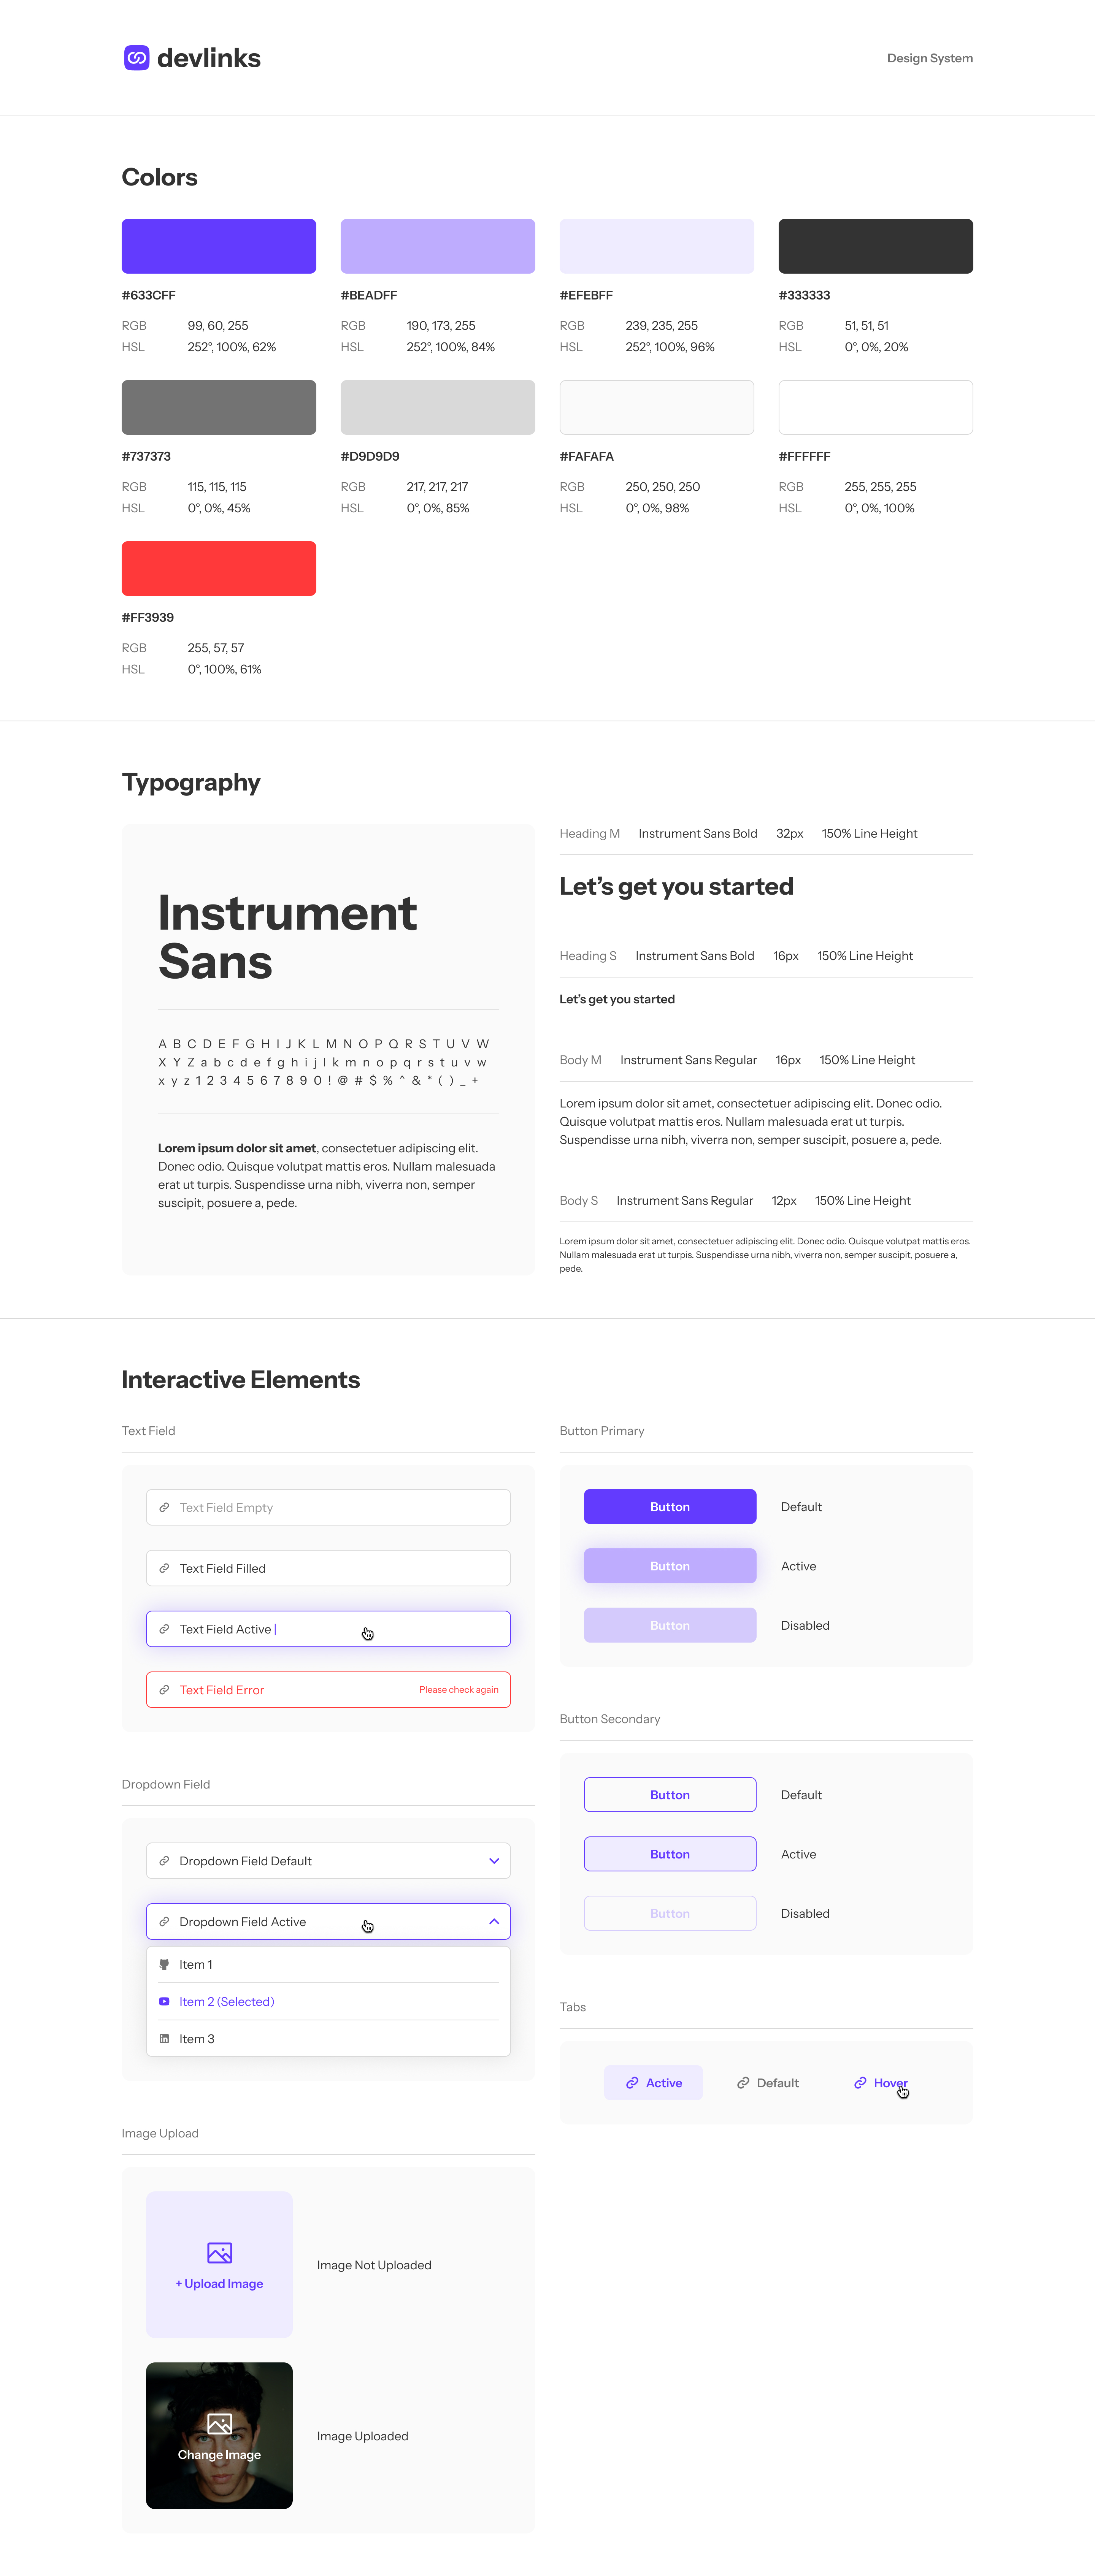 devlinks
Design System
Colors
#633CFF
RGB 99, 60, 255
HSL 252°, 100%, 62%
#BEADFF
RGB 190, 173, 255
HSL 252°, 100%, 84%
#EFEBFF
RGB 239, 235, 255
HSL 252°, 100%, 96%
#333333
RGB 51, 51, 51
HSL 0°, 0%, 20%
#737373
RGB 115, 115, 115
HSL 0°, 0%, 45%
#D9D9D9
RGB 217, 217, 217
HSL 0°, 0%, 85%
#FAFAFA
RGB 250, 250, 250
HSL 0°, 0%, 98%
#FFFFFF
RGB 255, 255, 255
HSL 0°, 0%, 100%
#FF3939
RGB 255, 57, 57
HSL 0°, 100%, 61%
Typography
Instrument
Sans
A B C D E F G H I J K L M N O P Q R S T U V W
X Y Z a b c d e f g h i j l k m n o p q r s t u v w
x y z 1 2 3 4 5 6 7 8 9 0 ! @ # $ % ^ & * ( ) _ +
Lorem ipsum dolor sit amet, consectetuer adipiscing elit.
Donec odio. Quisque volutpat mattis eros. Nullam malesuada
erat ut turpis. Suspendisse urna nibh, viverra non, semper
suscipit, posuere a, pede.
Heading M Instrument Sans Bold 32px 150% Line Height
Let’s get you started
Heading S Instrument Sans Bold 16px 150% Line Height
Let’s get you started
Body M Instrument Sans Regular 16px 150% Line Height
Lorem ipsum dolor sit amet, consectetuer adipiscing elit. Donec odio.
Quisque volutpat mattis eros. Nullam malesuada erat ut turpis.
Suspendisse urna nibh, viverra non, semper suscipit, posuere a, pede.
Body S Instrument Sans Regular 12px 150% Line Height
Lorem ipsum dolor sit amet, consectetuer adipiscing elit. Donec odio. Quisque volutpat mattis eros.
Nullam malesuada erat ut turpis. Suspendisse urna nibh, viverra non, semper suscipit, posuere a,
pede.
Interactive Elements
Text Field
Text Field Empty
Text Field Filled
Text Field Active
Text Field Error Please check again
Dropdown Field
Dropdown Field Default
Dropdown Field Active
Item 1
Item 2 (Selected)
Item 3
Image Upload
+ Upload Image
Image Not Uploaded
Change Image
Image Uploaded
Button Primary
Button Default
Button Active
Button Disabled
Button Secondary
Button Default
Button Active
Button Disabled
Tabs
Active Default Hover